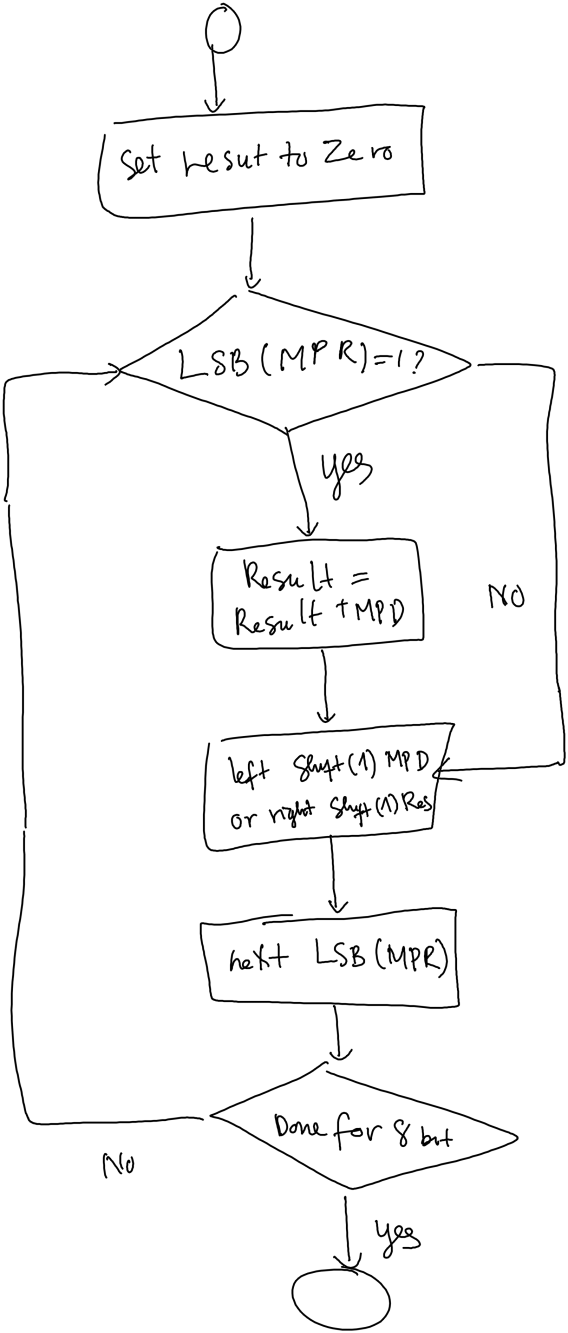 Set resut to Zero
LSB(MPR)=1?
yes
Result =
Result + MPD
NO
left Shift(1) MPD
or right Shift(1) Res
next LSB(MPR)
Done for 8 bit
No
yes